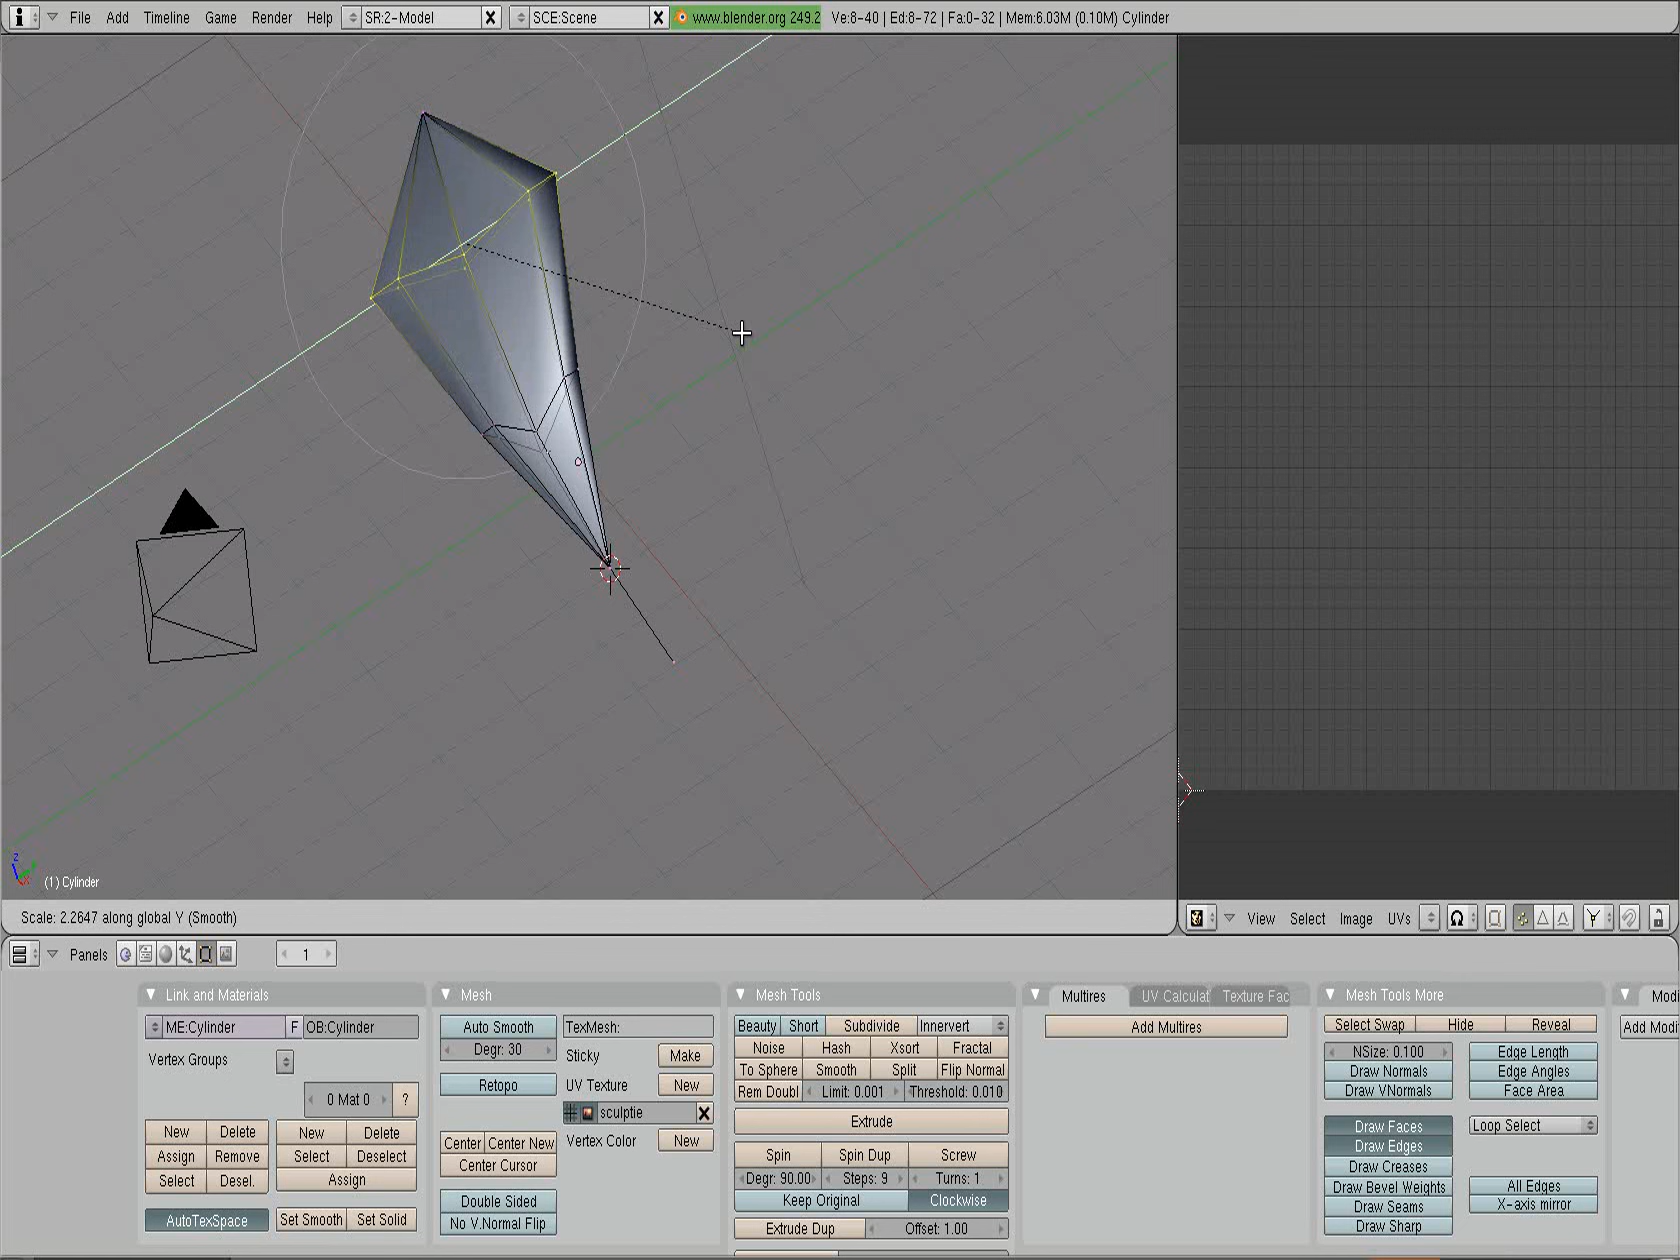 File Add Timeline Game Render Help SR:2-Model X SCE:Scene X www.blender.org 249.2 Ve:8-40 | Ed:8-72 | Fa:0-32 | Mem:6.03M (0.10M) Cylinder
z
(1) Cylinder
Scale: 2.2647 along global Y (Smooth)
View Select Image UVs
Panels 1
Link and Materials
ME:Cylinder F OB:Cylinder
Vertex Groups
0 Mat 0 ?
New Delete New Delete
Assign Remove Select Deselect
Select Desel. Assign
AutoTexSpace Set Smooth Set Solid
Mesh
Auto Smooth TexMesh:
Degr: 30 Sticky Make
Retopo UV Texture New
sculptie X
Center Center New Vertex Color New
Center Cursor
Double Sided
No V.Normal Flip
Mesh Tools
Beauty Short Subdivide Innervert
Noise Hash Xsort Fractal
To Sphere Smooth Split Flip Normal
Rem Doubl Limit: 0.001 Threshold: 0.010
Extrude
Spin Spin Dup Screw
Degr: 90.00 Steps: 9 Turns: 1
Keep Original Clockwise
Extrude Dup Offset: 1.00
Multires UV Calculat Texture Fac
Add Multires
Mesh Tools More
Select Swap Hide Reveal
NSize: 0.100 Edge Length
Draw Normals Edge Angles
Draw VNormals Face Area
Draw Faces Loop Select
Draw Edges
Draw Creases
Draw Bevel Weights All Edges
Draw Seams X-axis mirror
Draw Sharp
Modi
Add Modi